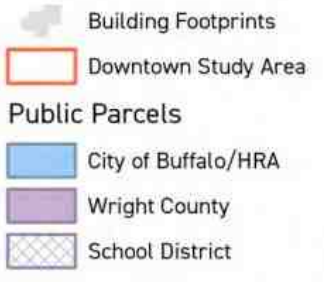 Building Footprints
Downtown Study Area
Public Parcels
City of Buffalo/HRA
Wright County
School District